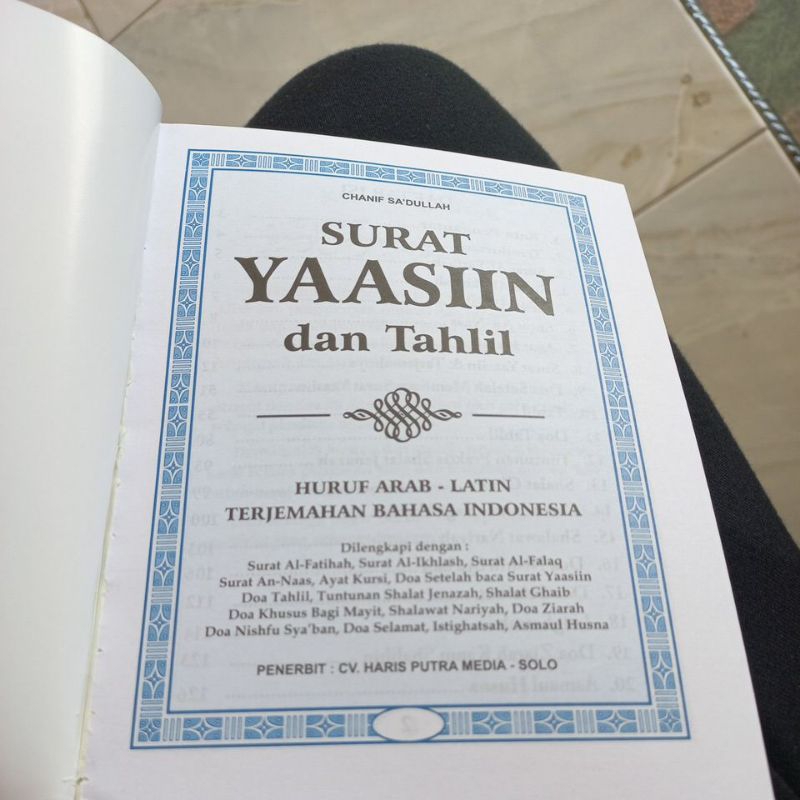 CHANIF SA'DULLAH
SURAT
YAASIIN
dan Tahlil
HURUF ARAB - LATIN
TERJEMAHAN BAHASA INDONESIA
Dilengkapi dengan :
Surat Al-Fatihah, Surat Al-Ikhlash, Surat Al-Falaq
Surat An-Naas, Ayat Kursi, Doa Setelah baca Surat Yaasiin
Doa Tahlil, Tuntunan Shalat Jenazah, Shalat Ghaib
Doa Khusus Bagi Mayit, Shalawat Nariyah, Doa Ziarah
Doa Nishfu Sya'ban, Doa Selamat, Istighatsah, Asmaul Husna
PENERBIT : CV. HARIS PUTRA MEDIA - SOLO